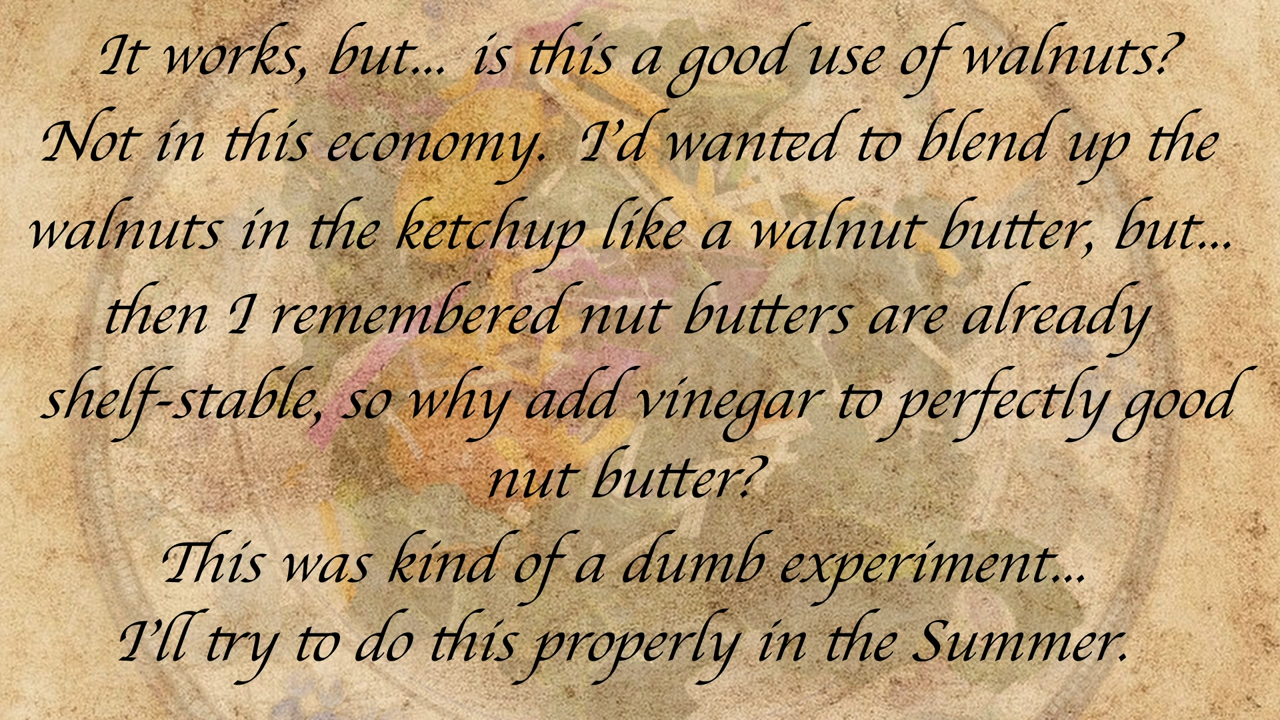 It works, but... is this a good use of walnuts?
Not in this economy. I'd wanted to blend up the
walnuts in the ketchup like a walnut butter, but...
then I remembered nut butters are already
shelf-stable, so why add vinegar to perfectly good
nut butter?
This was kind of a dumb experiment...
I'll try to do this properly in the Summer.